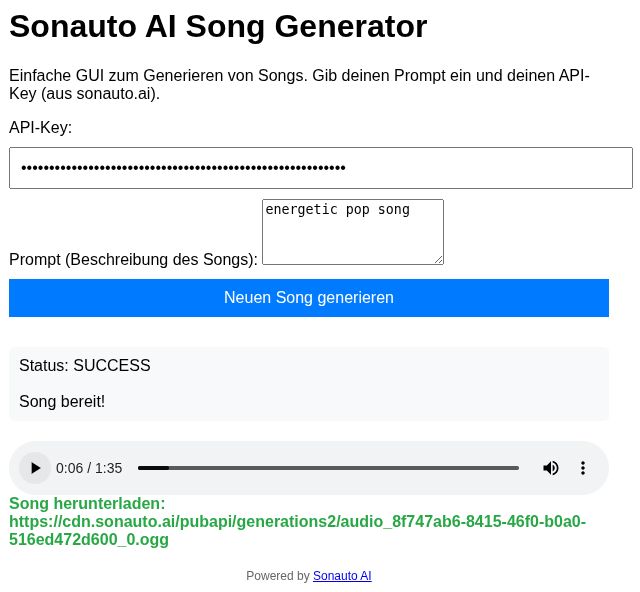 Sonauto AI Song Generator
Einfache GUI zum Generieren von Songs. Gib deinen Prompt ein und deinen API-
Key (aus sonauto.ai).
API-Key:
energetic pop song
Prompt (Beschreibung des Songs):
Neuen Song generieren
Status: SUCCESS
Song bereit!
0:06 / 1:35
Song herunterladen:
https://cdn.sonauto.ai/pubapi/generations2/audio_8f747ab6-8415-46f0-b0a0-
516ed472d600_0.ogg
Powered by Sonauto AI